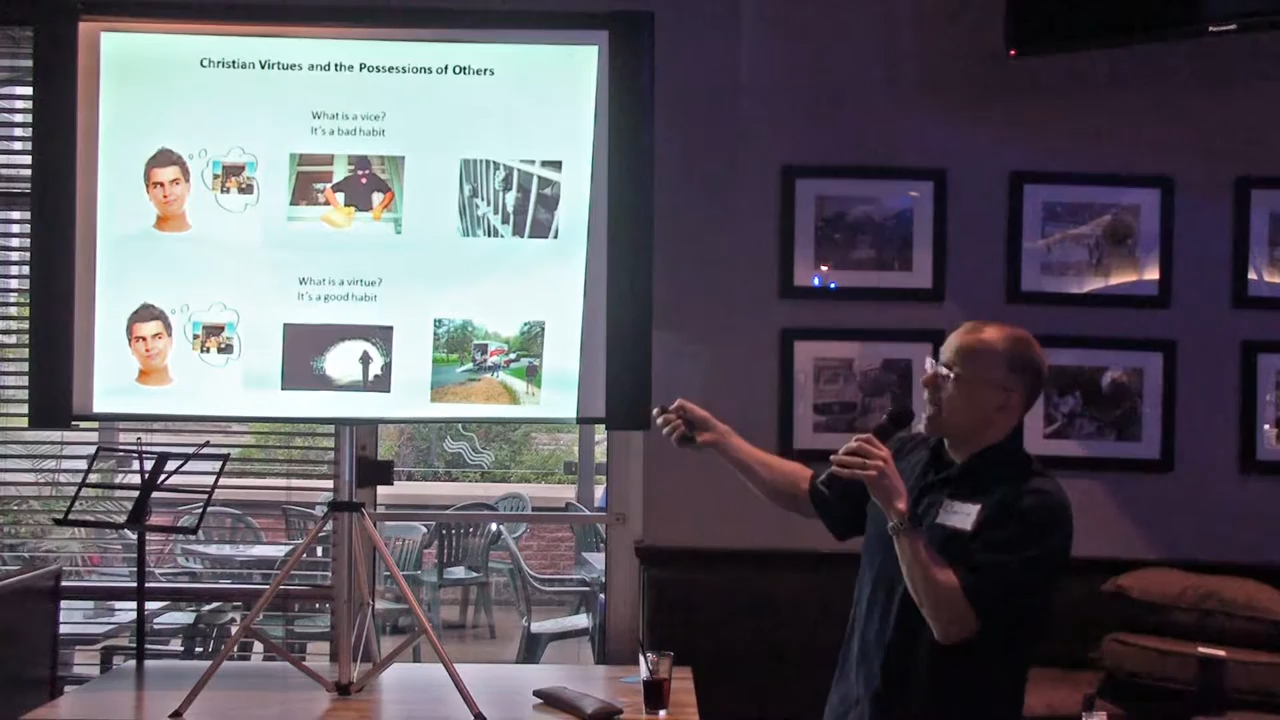 Christian Virtues and the Possessions of Others
What is a vice?
It's a bad habit
What is a virtue?
It's a good habit
Panasonic